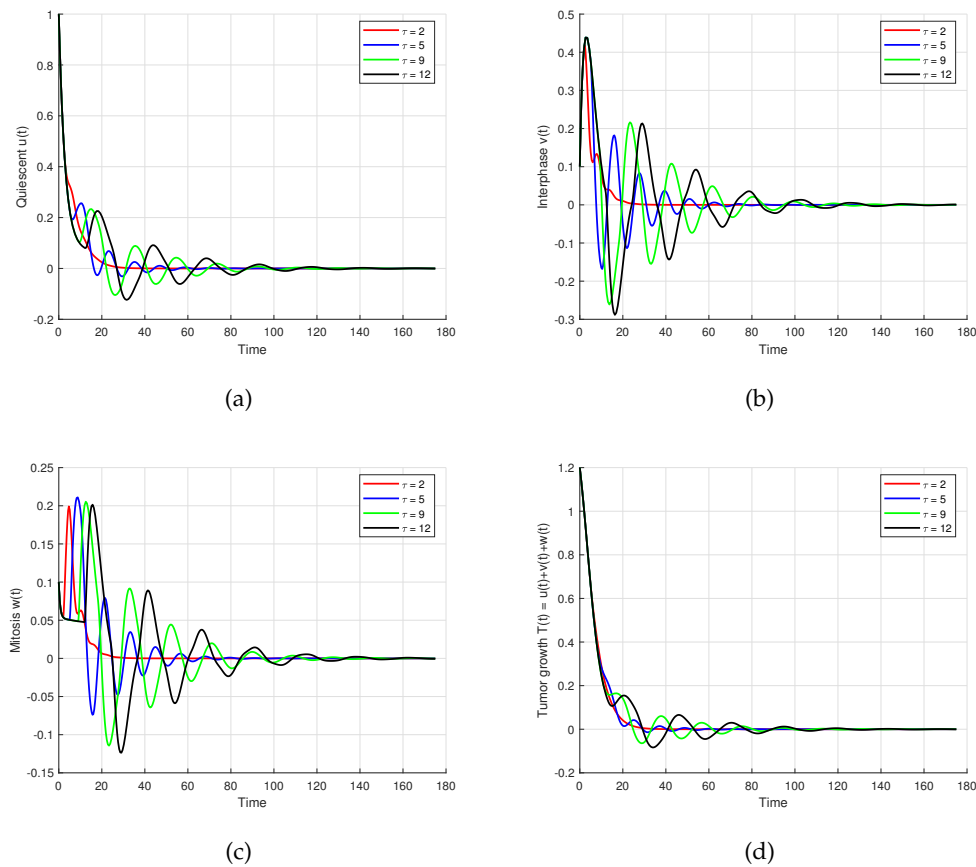 1
0.8
0.6
0.4
0.2
0
-0.2
Quiescent u(t)
0 20 40 60 80 100 120 140 160 180
Time
τ = 2
τ = 5
τ = 9
τ = 12
(a)
0.5
0.4
0.3
0.2
0.1
0
-0.1
-0.2
-0.3
Interphase v(t)
0 20 40 60 80 100 120 140 160 180
Time
τ = 2
τ = 5
τ = 9
τ = 12
(b)
0.25
0.2
0.15
0.1
0.05
0
-0.05
-0.1
-0.15
Mitosis w(t)
0 20 40 60 80 100 120 140 160 180
Time
τ = 2
τ = 5
τ = 9
τ = 12
(c)
1.2
1
0.8
0.6
0.4
0.2
0
-0.2
Tumor growth T(t) = u(t)+v(t)+w(t)
0 20 40 60 80 100 120 140 160 180
Time
τ = 2
τ = 5
τ = 9
τ = 12
(d)